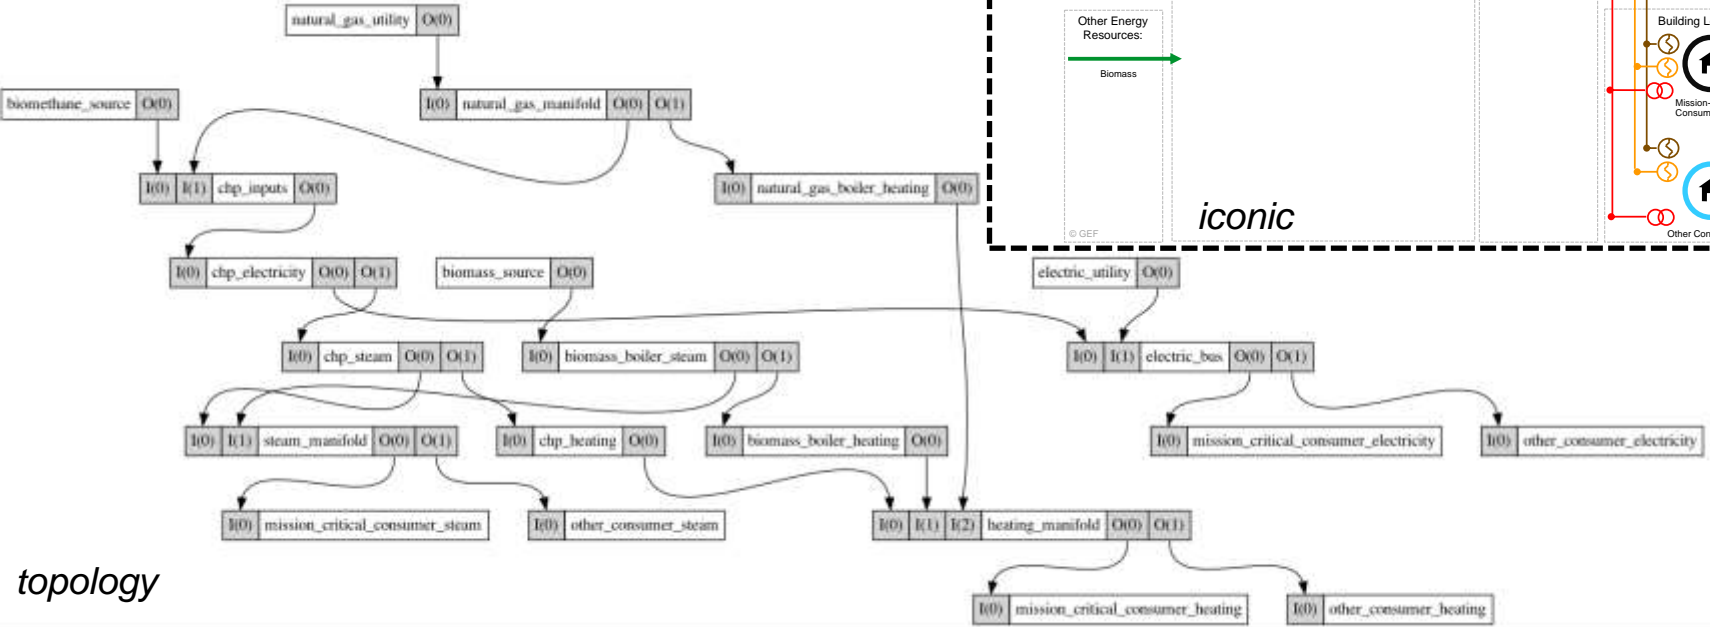 natural_gas_utility O(0)
Other Energy
Resources:
Biomass
© GEF
iconic
Building L
Mission-
Consum
Other Con
biomethane_source O(0)
I(0) natural_gas_manifold O(0) O(1)
I(0) I(1) chp_inputs O(0)
I(0) natural_gas_boiler_heating O(0)
I(0) chp_electricity O(0) O(1)
biomass_source O(0)
electric_utility O(0)
I(0) chp_steam O(0) O(1)
I(0) biomass_boiler_steam O(0) O(1)
I(0) I(1) electric_bus O(0) O(1)
I(0) I(1) steam_manifold O(0) O(1)
I(0) chp_heating O(0)
I(0) biomass_boiler_heating O(0)
I(0) mission_critical_consumer_electricity
I(0) other_consumer_electricity
I(0) mission_critical_consumer_steam
I(0) other_consumer_steam
I(0) I(1) I(2) heating_manifold O(0) O(1)
topology
I(0) mission_critical_consumer_heating
I(0) other_consumer_heating